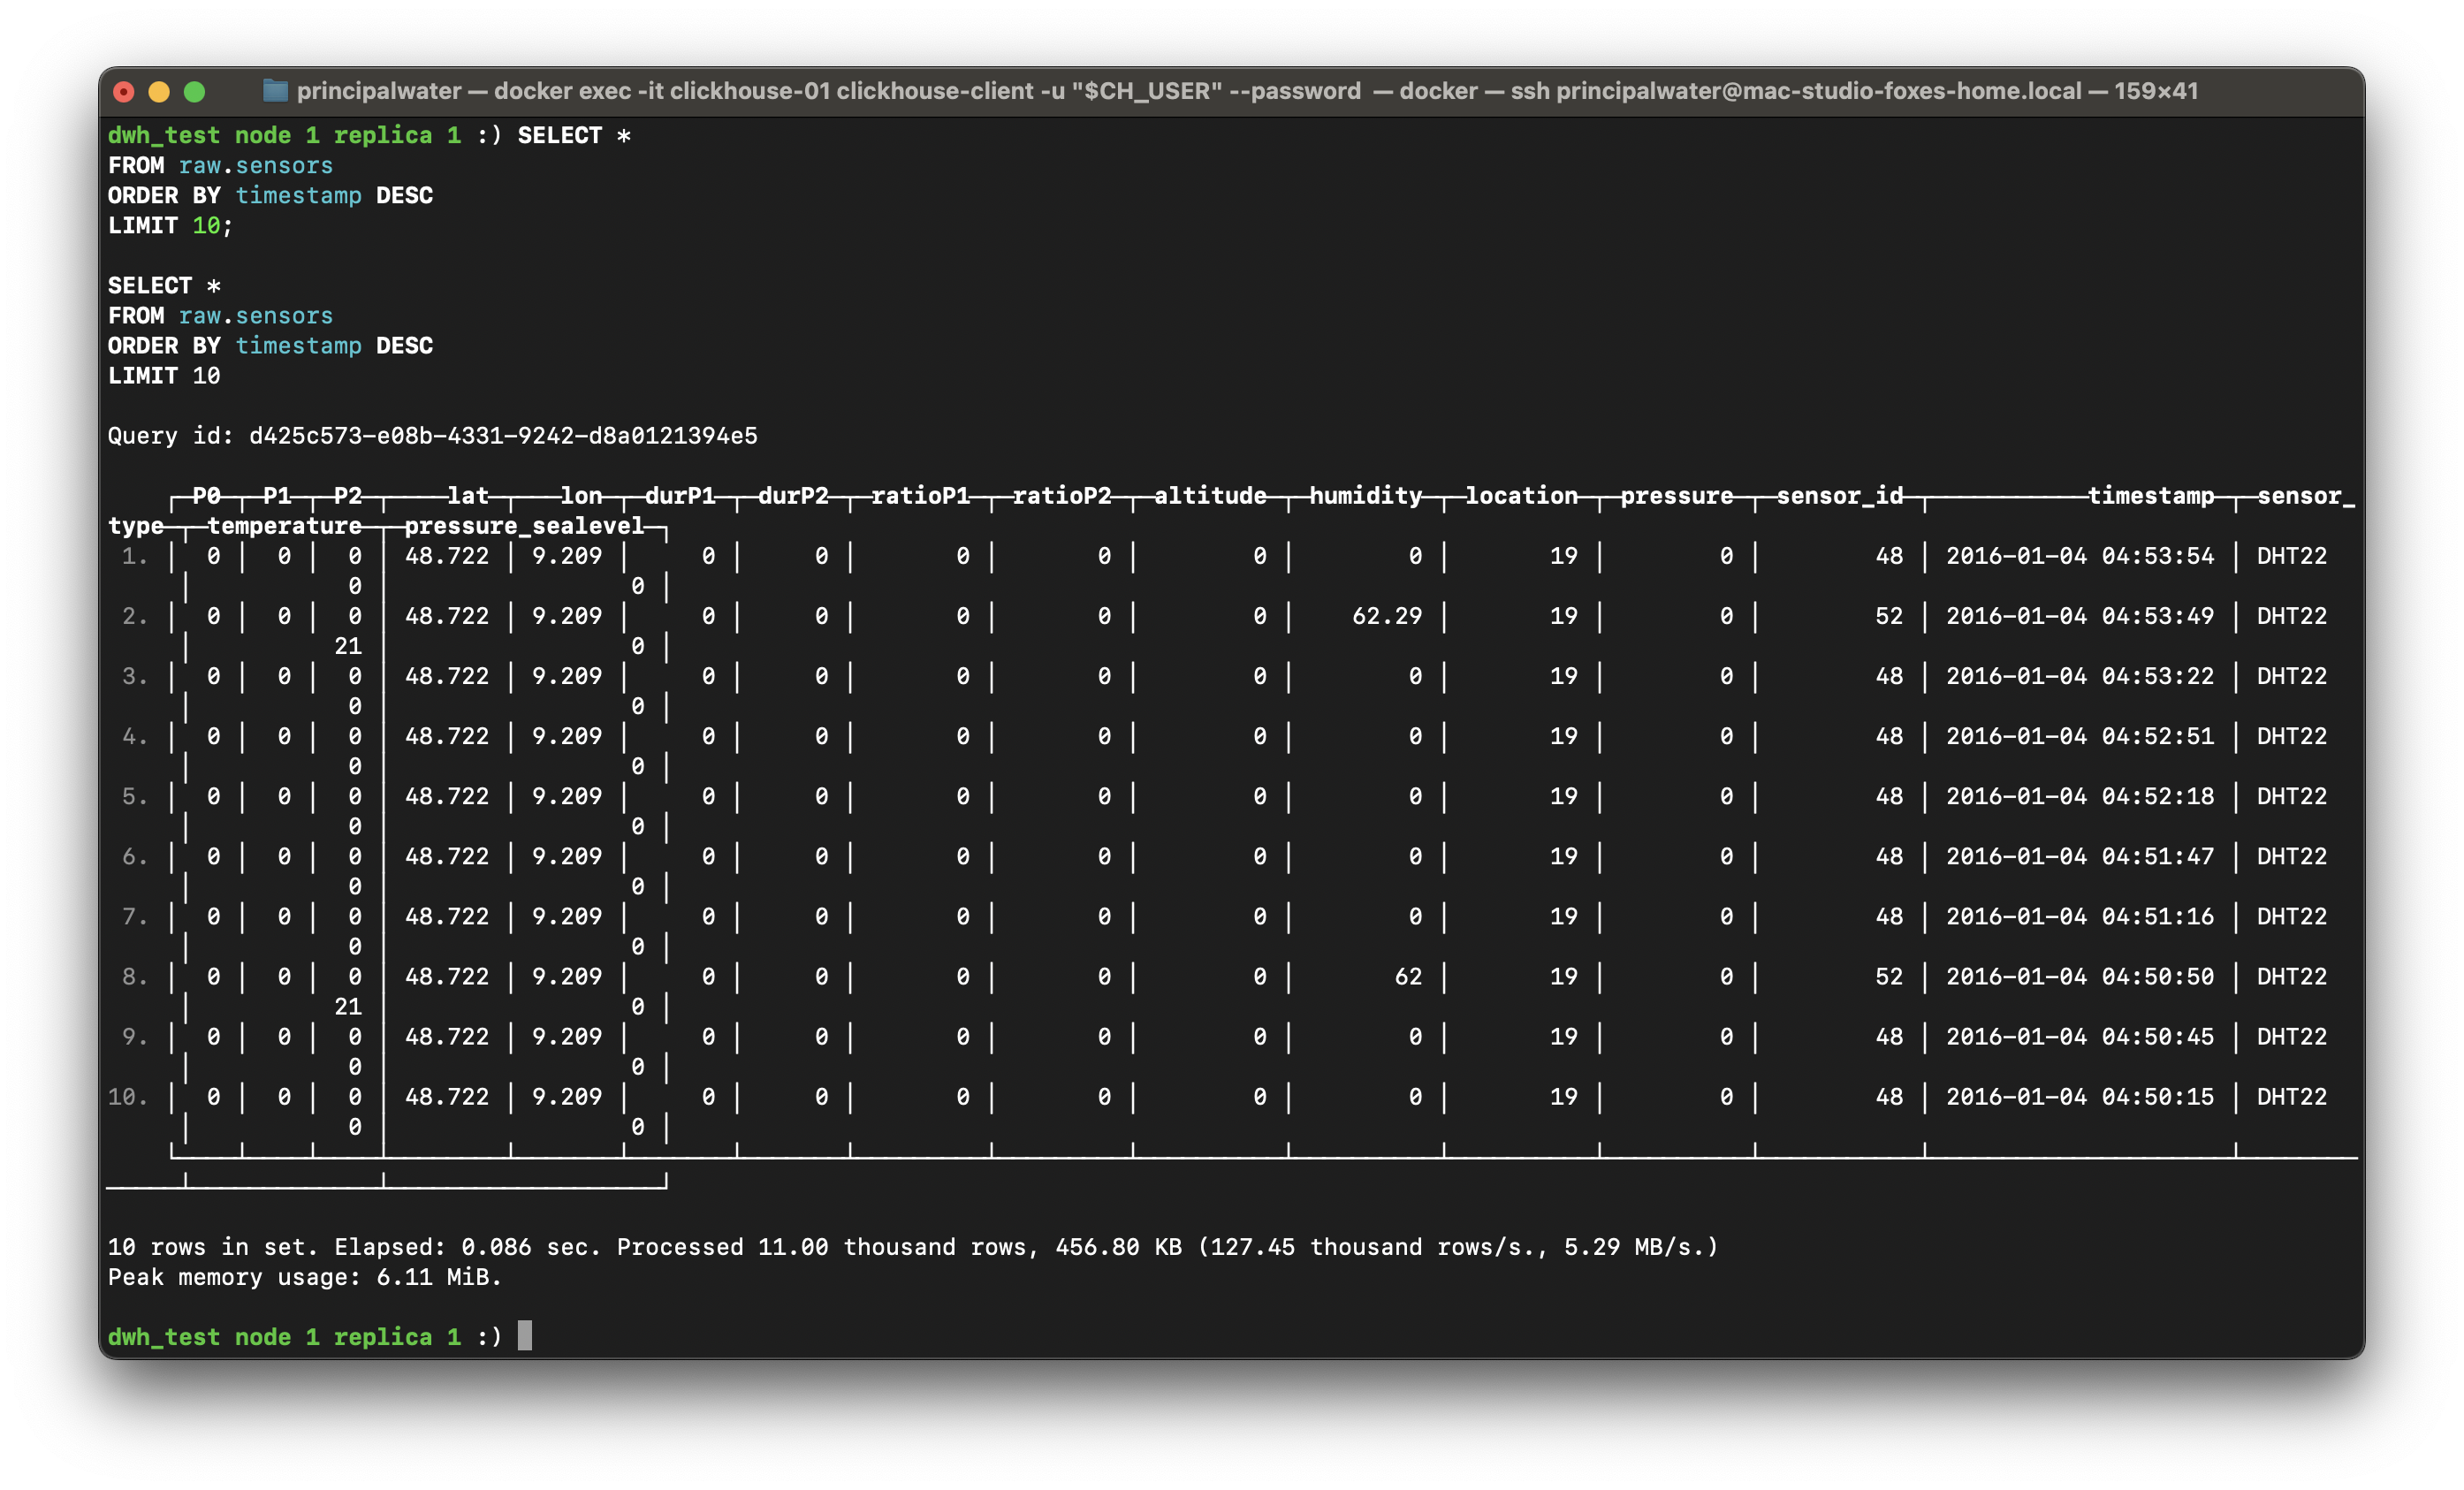 principalwater — docker exec -it clickhouse-01 clickhouse-client -u "$CH_USER" --password — docker — ssh principalwater@mac-studio-foxes-home.local — 159×41
dwh_test node 1 replica 1 :) SELECT *
FROM raw.sensors
ORDER BY timestamp DESC
LIMIT 10;
SELECT *
FROM raw.sensors
ORDER BY timestamp DESC
LIMIT 10
Query id: d425c573-e08b-4331-9242-d8a0121394e5
P0 P1 P2 lat lon durP1 durP2 ratioP1 ratioP2 altitude humidity location pressure sensor_id timestamp sensor_
type temperature pressure_sealevel
1. 0 0 0 48.722 9.209 0 0 0 0 0 0 19 0 48 2016-01-04 04:53:54 DHT22
0 0
2. 0 0 0 48.722 9.209 0 0 0 0 0 62.29 19 0 52 2016-01-04 04:53:49 DHT22
21 0
3. 0 0 0 48.722 9.209 0 0 0 0 0 0 19 0 48 2016-01-04 04:53:22 DHT22
0 0
4. 0 0 0 48.722 9.209 0 0 0 0 0 0 19 0 48 2016-01-04 04:52:51 DHT22
0 0
5. 0 0 0 48.722 9.209 0 0 0 0 0 0 19 0 48 2016-01-04 04:52:18 DHT22
0 0
6. 0 0 0 48.722 9.209 0 0 0 0 0 0 19 0 48 2016-01-04 04:51:47 DHT22
0 0
7. 0 0 0 48.722 9.209 0 0 0 0 0 0 19 0 48 2016-01-04 04:51:16 DHT22
0 0
8. 0 0 0 48.722 9.209 0 0 0 0 0 62 19 0 52 2016-01-04 04:50:50 DHT22
21 0
9. 0 0 0 48.722 9.209 0 0 0 0 0 0 19 0 48 2016-01-04 04:50:45 DHT22
0 0
10. 0 0 0 48.722 9.209 0 0 0 0 0 0 19 0 48 2016-01-04 04:50:15 DHT22
0 0
10 rows in set. Elapsed: 0.086 sec. Processed 11.00 thousand rows, 456.80 KB (127.45 thousand rows/s., 5.29 MB/s.)
Peak memory usage: 6.11 MiB.
dwh_test node 1 replica 1 :)